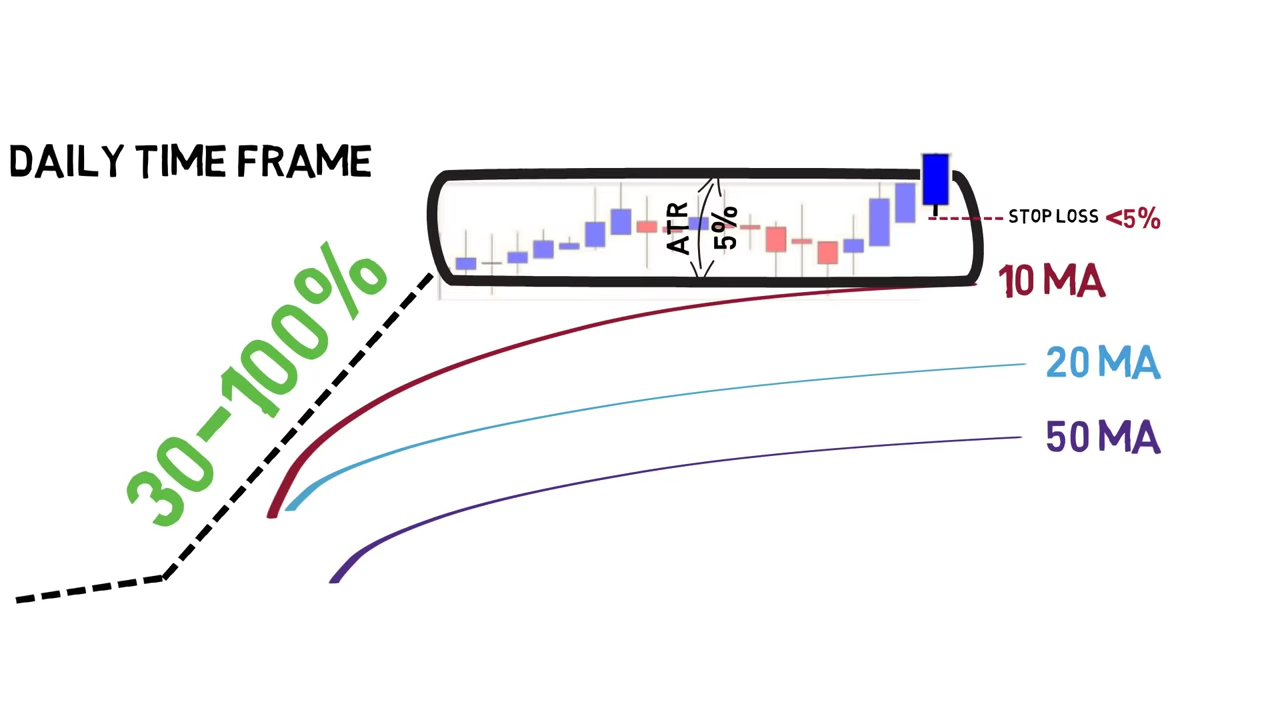 DAILY TIME FRAME
30-100%
ATR
5%
STOP LOSS <5%
10 MA
20 MA
50 MA